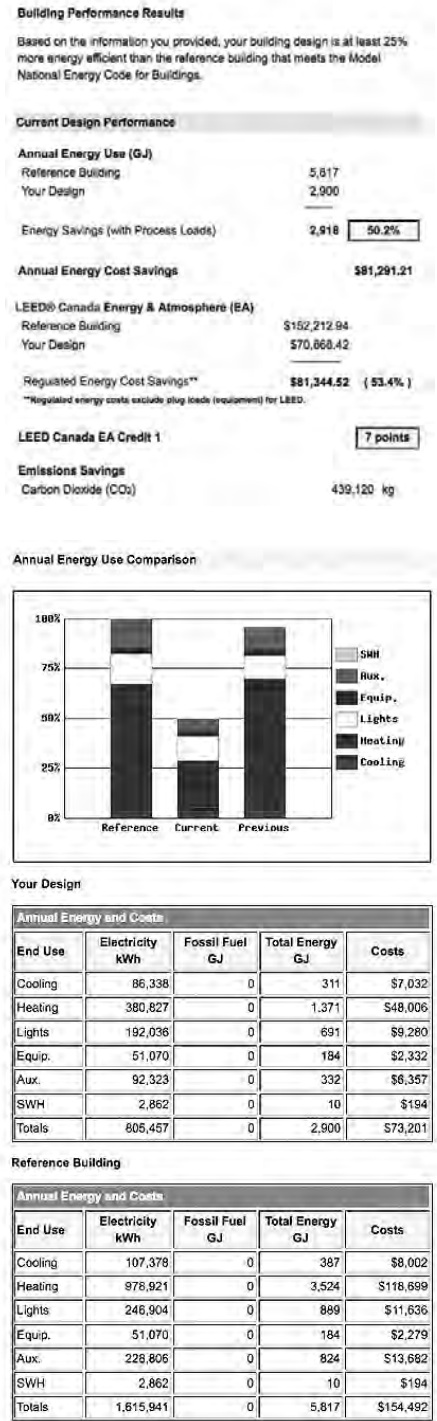 Building Performance Results
Based on the information you provided, your building design is at least 25%
more energy efficient than the reference building that meets the Model
National Energy Code for Buildings.
Current Design Performance
Annual Energy Use (GJ)
Reference Building 5,817
Your Design 2,900
Energy Savings (with Process Loads) 2,918 50.2%
Annual Energy Cost Savings $81,291.21
LEED® Canada Energy & Atmosphere (EA)
Reference Building $152,212.94
Your Design $70,868.42
Regulated Energy Cost Savings** $81,344.52 (53.4%)
**Regulated energy costs exclude plug loads (equipment) for LEED.
LEED Canada EA Credit 1 7 points
Emissions Savings
Carbon Dioxide (CO2) 439,120 kg
Annual Energy Use Comparison
100%
75%
50%
25%
0%
Reference Current Previous
SWH
Aux.
Equip.
Lights
Heating
Cooling
Your Design
Annual Energy and Costs
End Use Electricity kWh Fossil Fuel GJ Total Energy GJ Costs
Cooling 86,338 0 311 $7,032
Heating 380,827 0 1,371 $48,006
Lights 192,036 0 691 $9,280
Equip. 51,070 0 184 $2,332
Aux. 92,323 0 332 $6,357
SWH 2,862 0 10 $194
Totals 805,457 0 2,900 $73,201
Reference Building
Annual Energy and Costs
End Use Electricity kWh Fossil Fuel GJ Total Energy GJ Costs
Cooling 107,378 0 387 $8,002
Heating 978,921 0 3,524 $118,699
Lights 246,904 0 889 $11,636
Equip. 51,070 0 184 $2,279
Aux. 228,806 0 824 $13,682
SWH 2,862 0 10 $194
Totals 1,615,941 0 5,817 $154,492